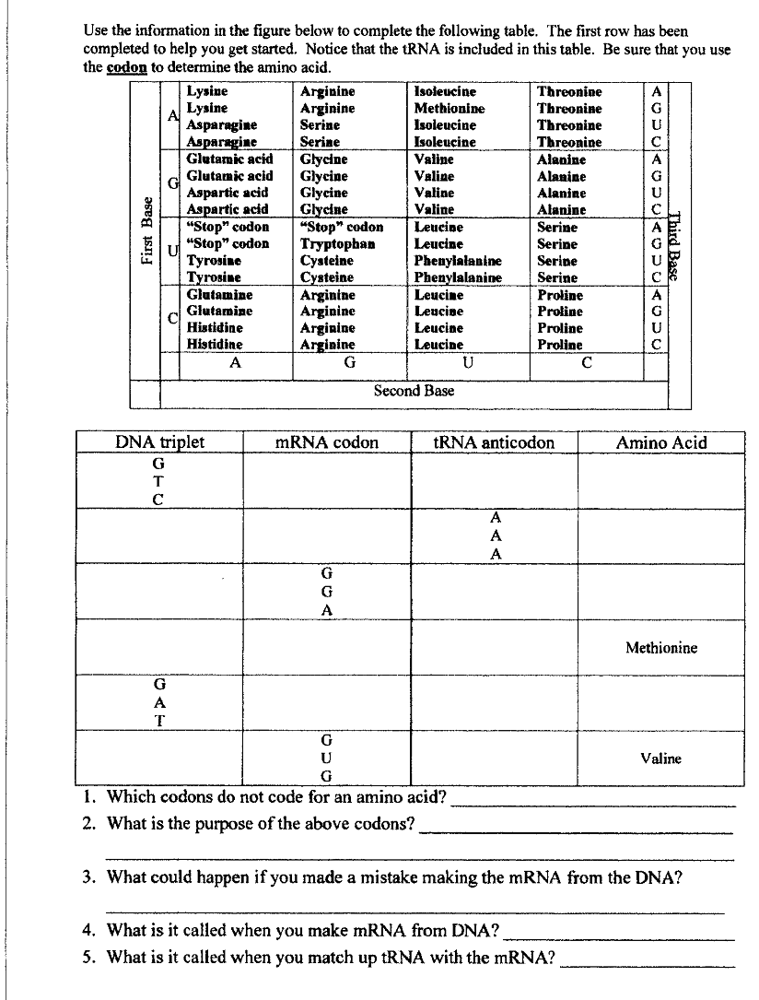 Use the information in the figure below to complete the following table. The first row has been
completed to help you get started. Notice that the tRNA is included in this table. Be sure that you use
the codon to determine the amino acid.
First Base
A
Lysine Arginine Isoleucine Threonine A
Lysine Arginine Methionine Threonine G
Asparagine Serine Isoleucine Threonine U
Asparagine Serine Isoleucine Threonine C
G
Glutamic acid Glycine Valine Alanine A
Glutamic acid Glycine Valine Alanine G
Aspartic acid Glycine Valine Alanine U
Aspartic acid Glycine Valine Alanine C
U
"Stop" codon "Stop" codon Leucine Serine A
"Stop" codon Tryptophan Leucine Serine G
Tyrosine Cysteine Phenylalanine Serine U
Tyrosine Cysteine Phenylalanine Serine C
C
Glutamine Arginine Leucine Proline A
Glutamine Arginine Leucine Proline G
Histidine Arginine Leucine Proline U
Histidine Arginine Leucine Proline C
Third Base
A G U C
Second Base
DNA triplet mRNA codon tRNA anticodon Amino Acid
G
T
C
A
A
A
G
G
A
Methionine
G
A
T
G
U Valine
G
1. Which codons do not code for an amino acid?
2. What is the purpose of the above codons?
3. What could happen if you made a mistake making the mRNA from the DNA?
4. What is it called when you make mRNA from DNA?
5. What is it called when you match up tRNA with the mRNA?